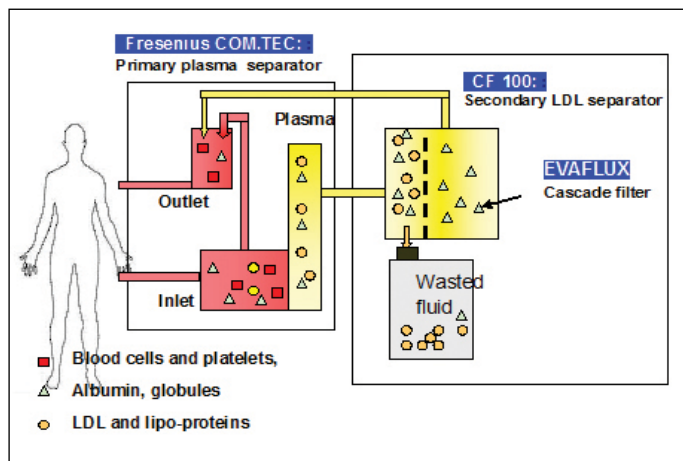 Fresenius COM.TEC: :
Primary plasma separator
CF 100: :
Secondary LDL separator
Plasma
EVAFLUX
Cascade filter
Outlet
Inlet
Wasted
fluid
Blood cells and platelets,
Albumin, globules
LDL and lipo-proteins